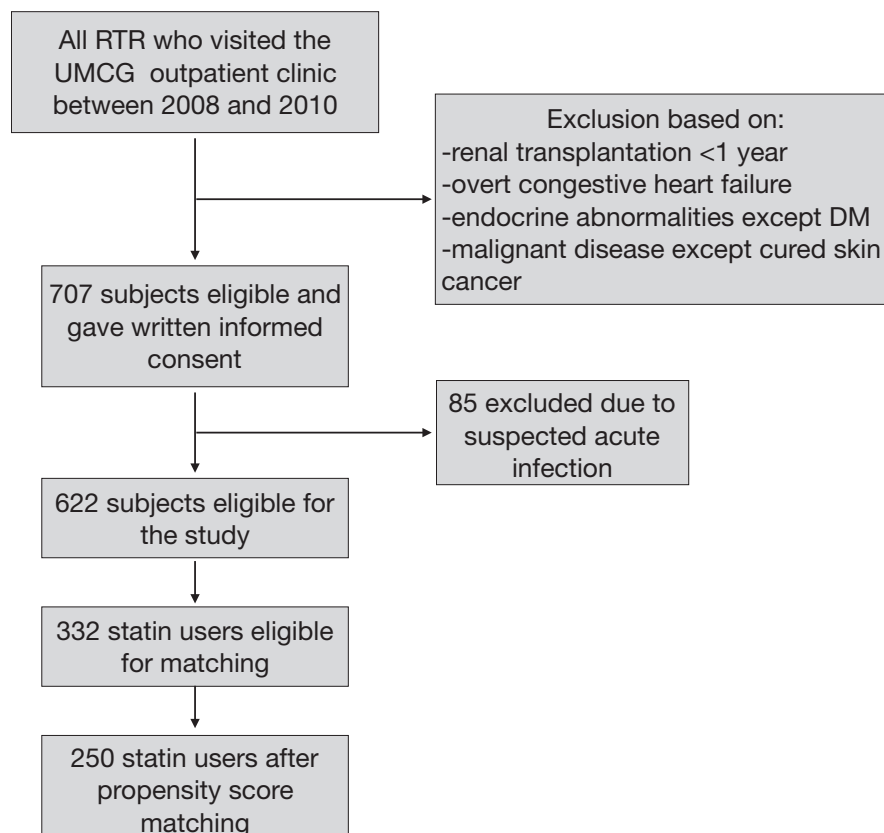 All RTR who visited the
UMCG outpatient clinic
between 2008 and 2010
Exclusion based on:
-renal transplantation <1 year
-overt congestive heart failure
-endocrine abnormalities except DM
-malignant disease except cured skin
cancer
707 subjects eligible and
gave written informed
consent
85 excluded due to
suspected acute
infection
622 subjects eligible for
the study
332 statin users eligible
for matching
250 statin users after
propensity score
matching